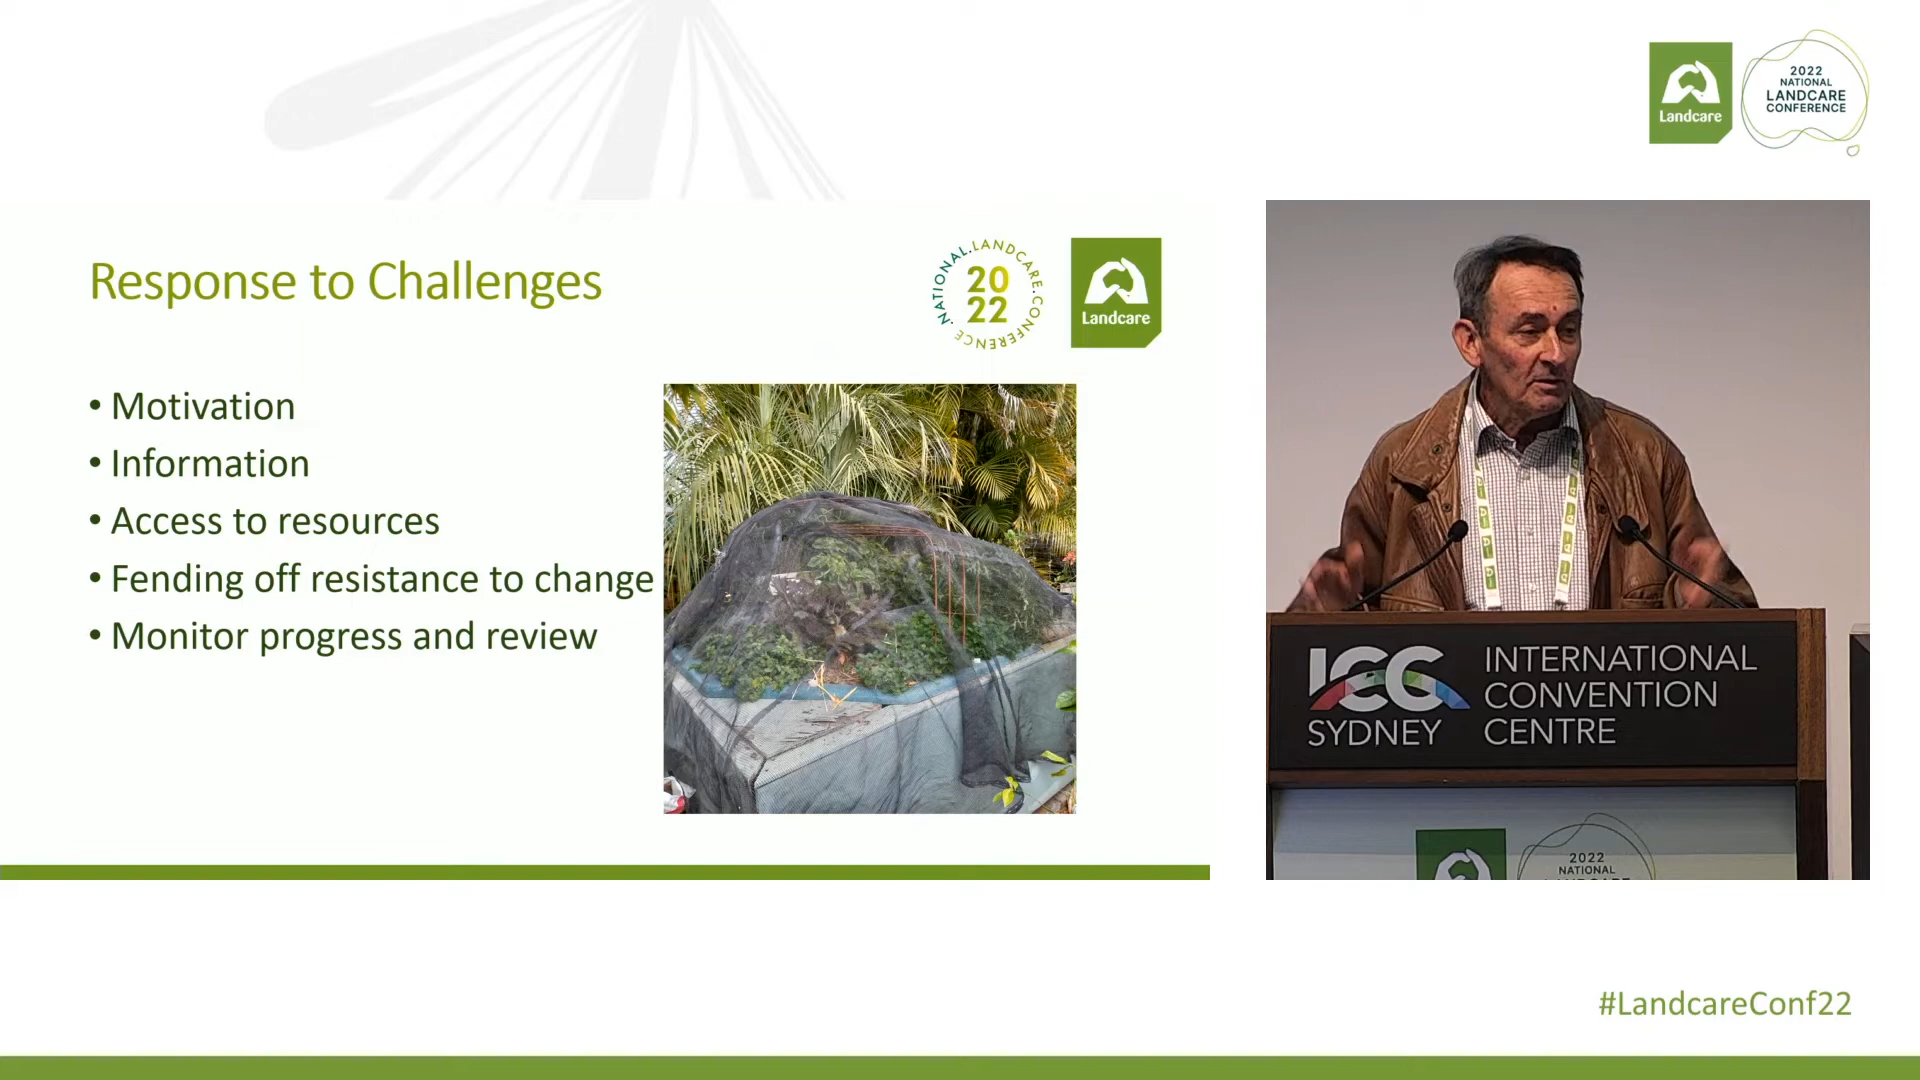 Landcare
2022
NATIONAL
LANDCARE
CONFERENCE
Response to Challenges
NATIONAL.LANDCARE.CONFERENCE.
20
22
Landcare
• Motivation
• Information
• Access to resources
• Fending off resistance to change
• Monitor progress and review
ICC
SYDNEY
INTERNATIONAL
CONVENTION
CENTRE
2022
NATIONAL
#LandcareConf22